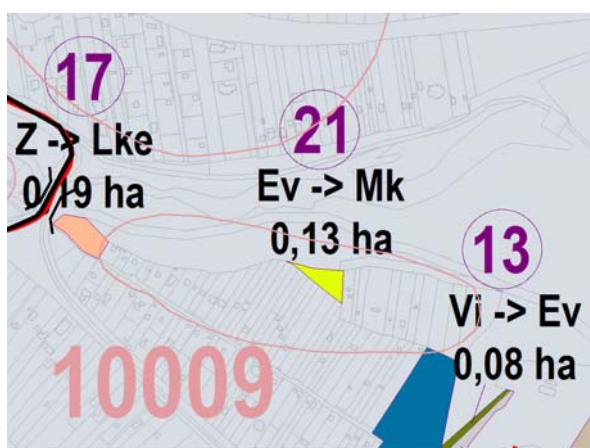 17
Z -> Lke
0,19 ha
21
Ev -> Mk
0,13 ha
13
Vi -> Ev
0,08 ha
10009